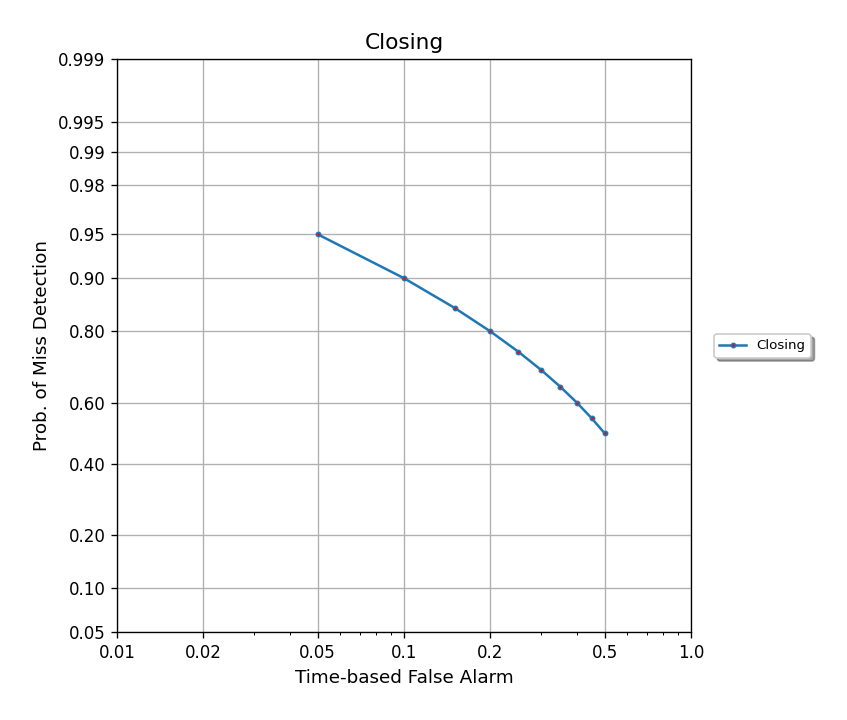 Closing
0.999
0.995
0.99
0.98
0.95
0.90
0.80
0.60
0.40
0.20
0.10
0.05
Prob. of Miss Detection
0.01 0.02 0.05 0.1 0.2 0.5 1.0
Time-based False Alarm
Closing